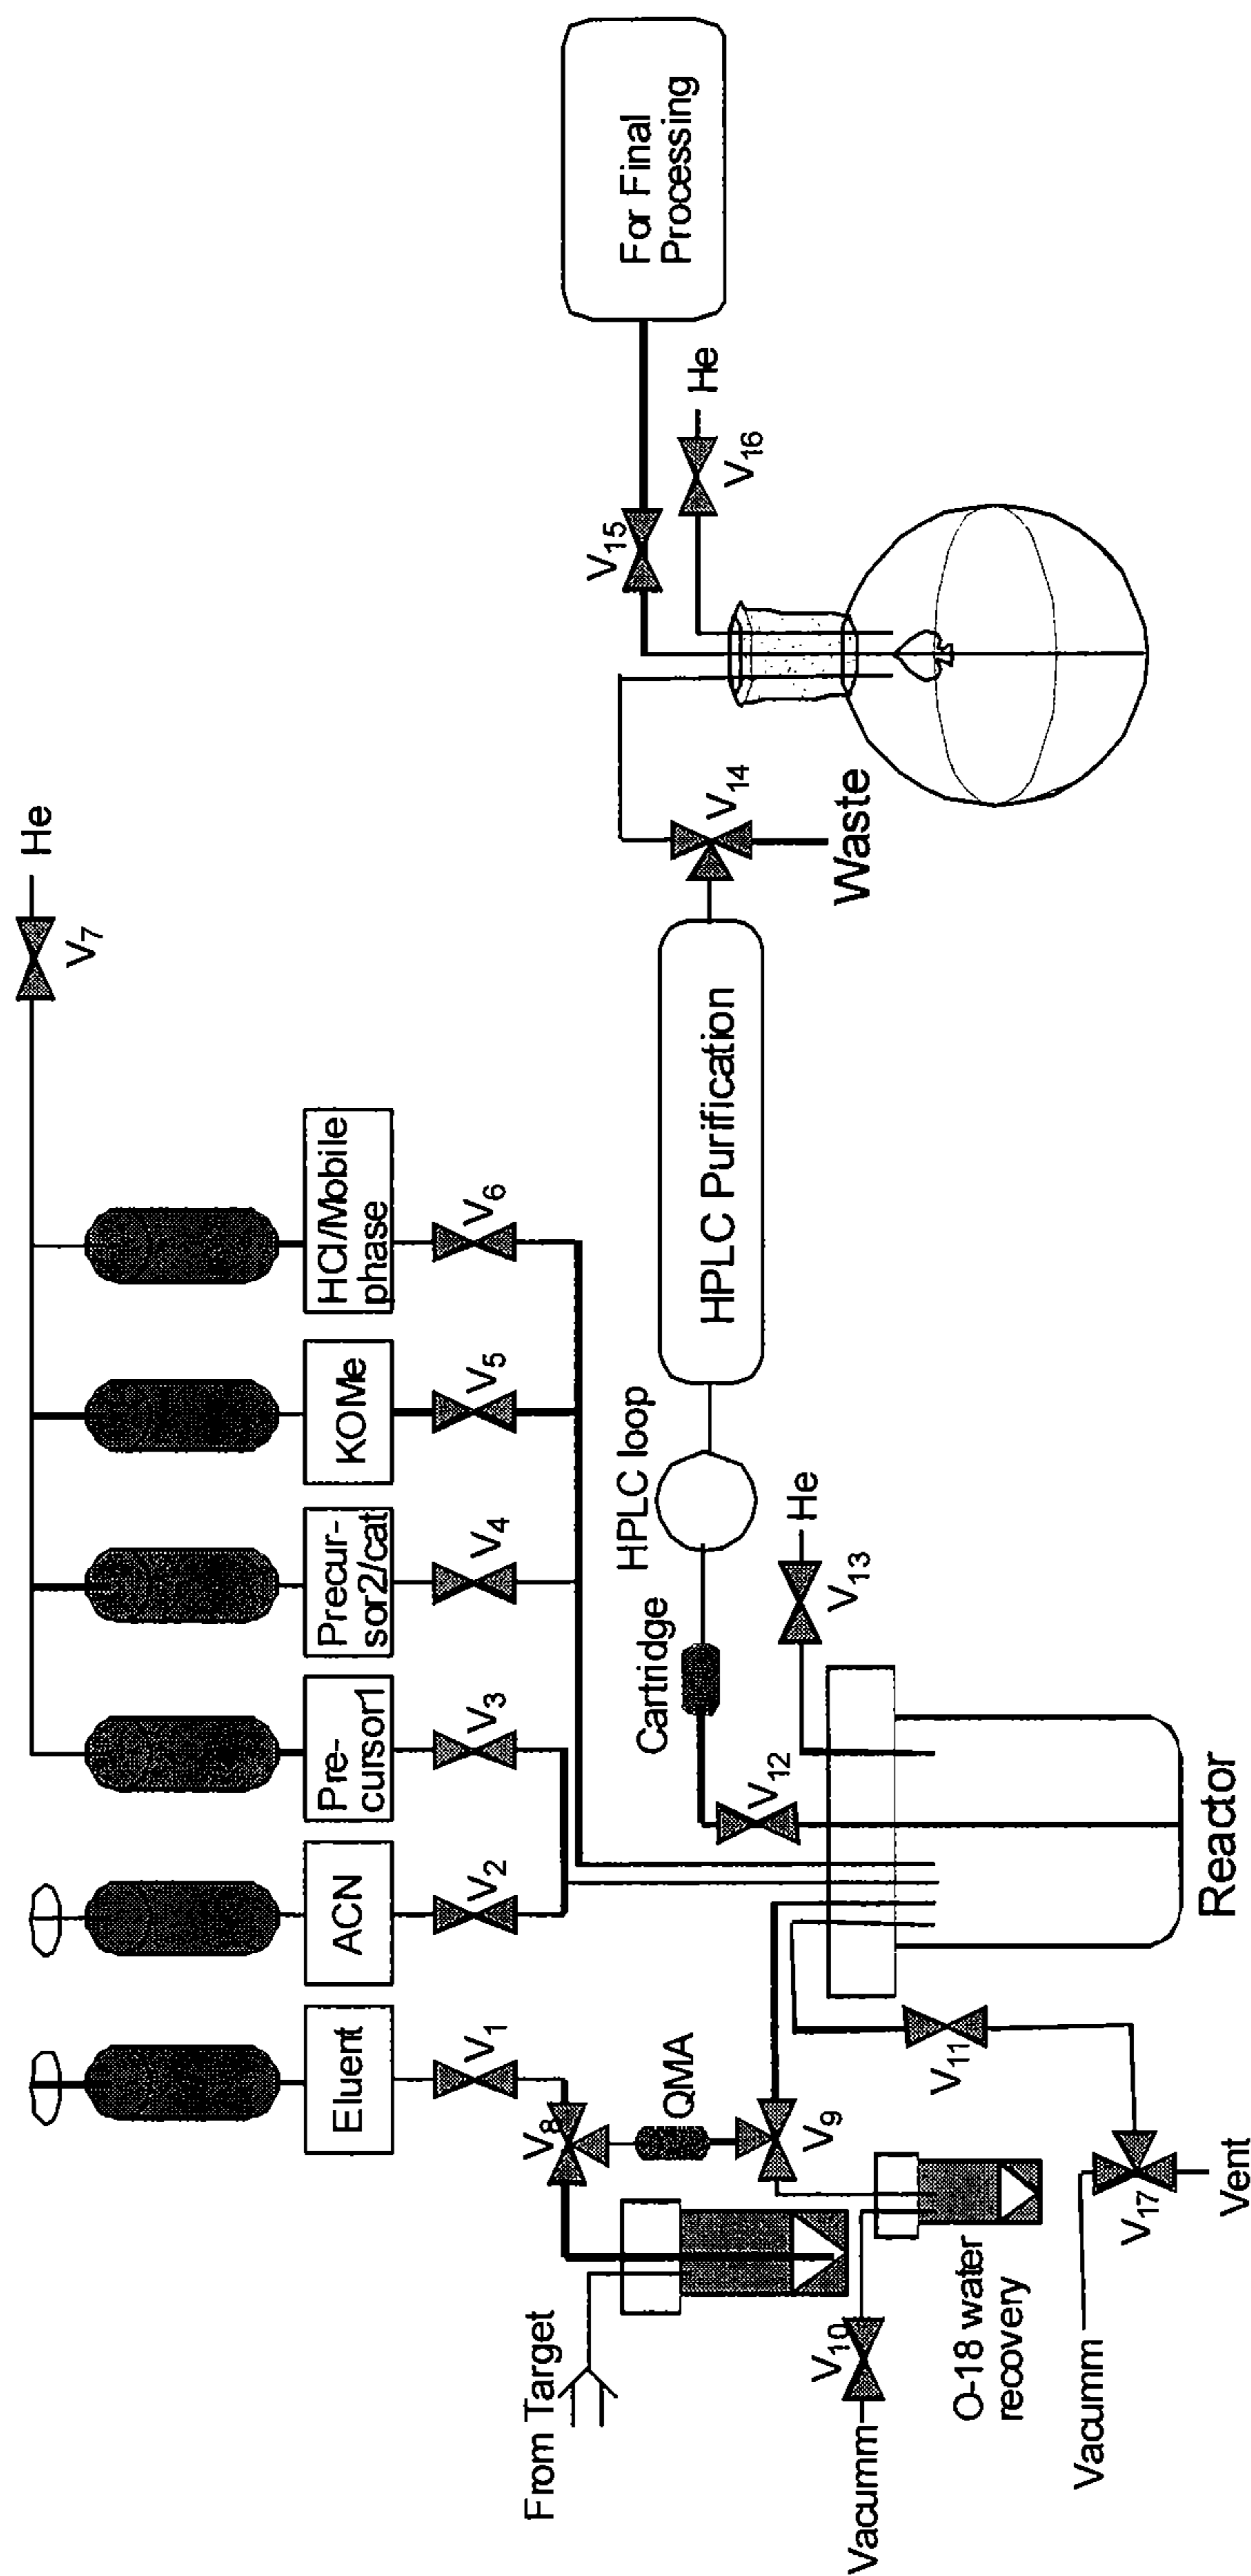 He
V7
Eluent
ACN
Pre-
cursor1
Precur-
sor2/cat
KOMe
HCl/Mobile
phase
V1
V2
V3
V4
V5
V6
V8
QMA
V9
From Target
V10
Vacumm
O-18 water
recovery
V11
V17
Vacumm
Vent
Reactor
V12
V13
He
Cartridge
HPLC loop
HPLC Purification
V14
Waste
V15
V16
He
For Final
Processing